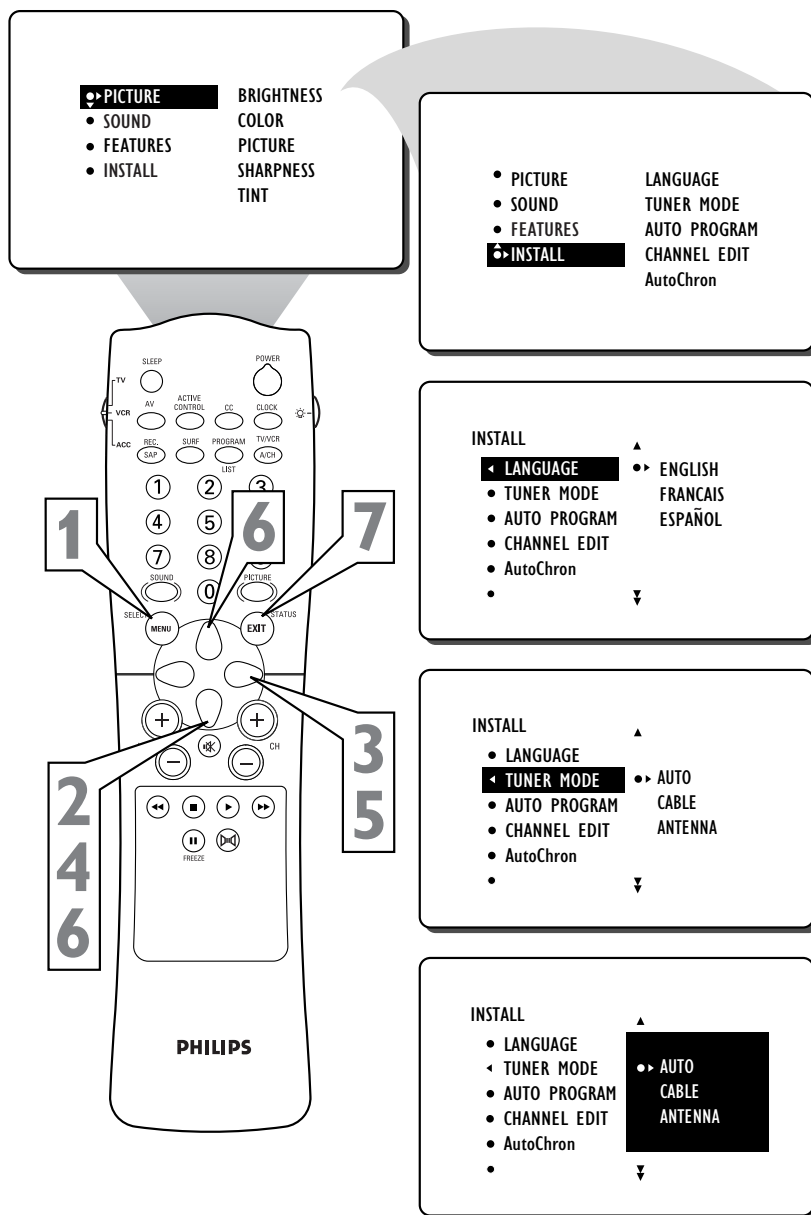 PICTURE BRIGHTNESS
SOUND COLOR
FEATURES PICTURE
INSTALL SHARPNESS
TINT
PICTURE LANGUAGE
SOUND TUNER MODE
FEATURES AUTO PROGRAM
INSTALL CHANNEL EDIT
AutoChron
INSTALL
LANGUAGE ENGLISH
TUNER MODE FRANCAIS
AUTO PROGRAM ESPAÑOL
CHANNEL EDIT
AutoChron
INSTALL
LANGUAGE
TUNER MODE AUTO
AUTO PROGRAM CABLE
CHANNEL EDIT ANTENNA
AutoChron
INSTALL
LANGUAGE
TUNER MODE AUTO
AUTO PROGRAM CABLE
CHANNEL EDIT ANTENNA
AutoChron
SLEEP POWER
TV
VCR
ACC
AV ACTIVE CONTROL CC CLOCK
REC. SURF PROGRAM TV/VCR
SAP LIST A/CH
1 2 3
4 5
7 8
SOUND 0 PICTURE
SELECT MENU EXIT STATUS
+ +
− − CH
FREEZE
PHILIPS
1
6
7
3
5
2
4
6